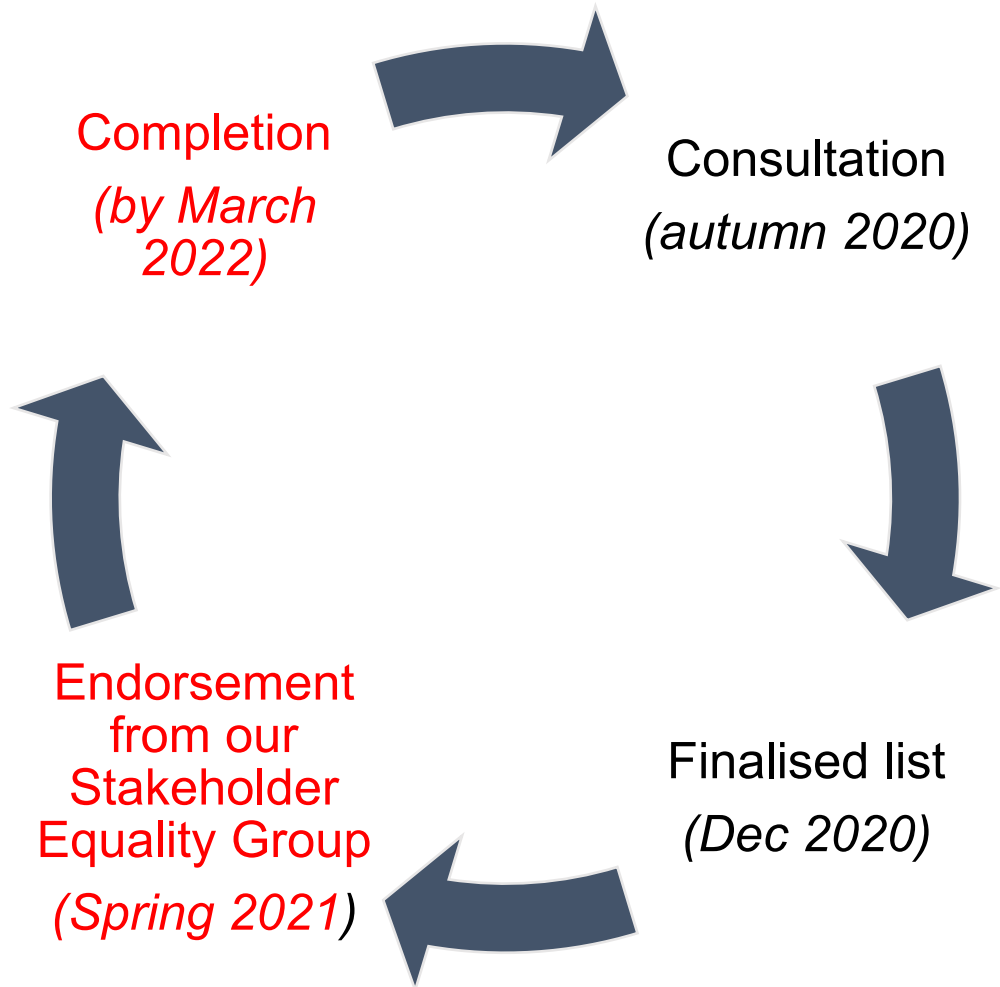 Completion
(by March
2022)
Consultation
(autumn 2020)
Finalised list
(Dec 2020)
Endorsement
from our
Stakeholder
Equality Group
(Spring 2021)